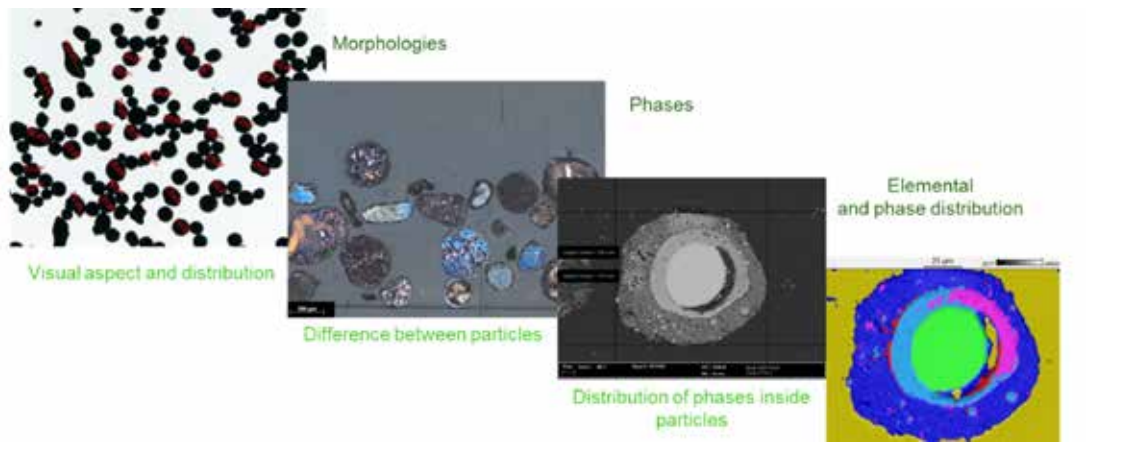 Morphologies
Phases
Elemental
and phase distribution
Visual aspect and distribution
Difference between particles
Distribution of phases inside
particles